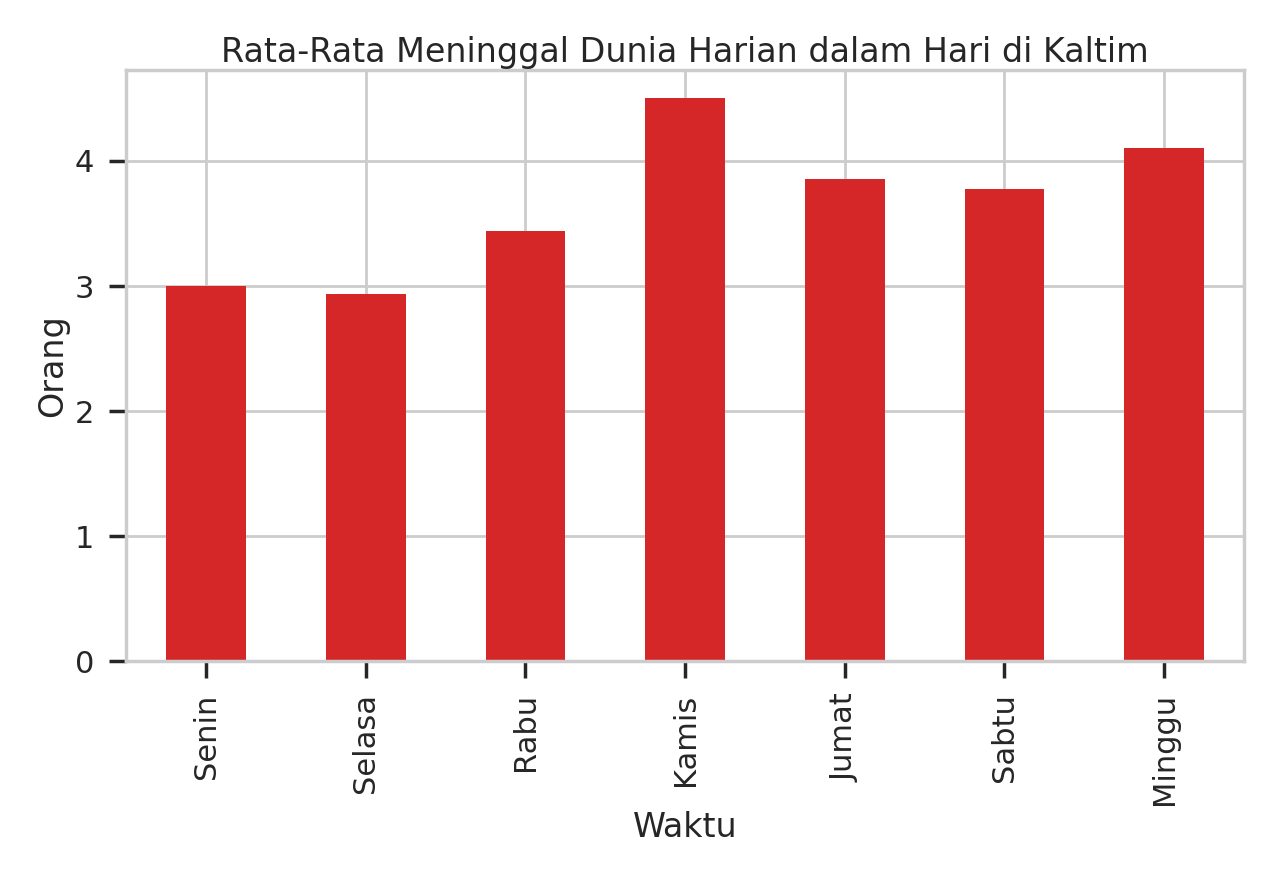 Rata-Rata Meninggal Dunia Harian dalam Hari di Kaltim
4
3
2
1
0
Orang
Senin
Selasa
Rabu
Kamis
Jumat
Sabtu
Minggu
Waktu